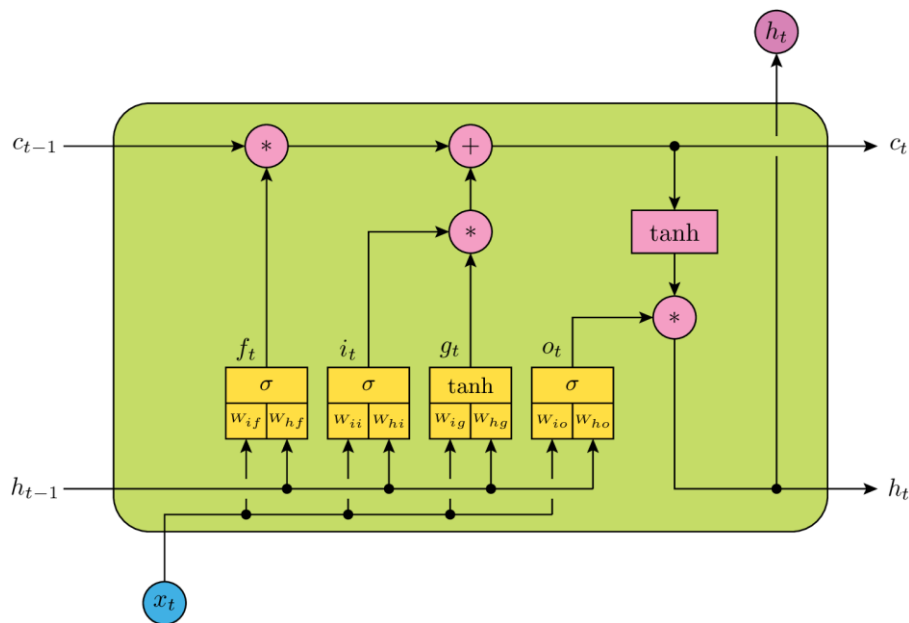 h_t
c_{t-1} * + c_t
* tanh
*
f_t i_t g_t o_t
σ σ tanh σ
W_{if} W_{hf} W_{ii} W_{hi} W_{ig} W_{hg} W_{io} W_{ho}
h_{t-1} h_t
x_t